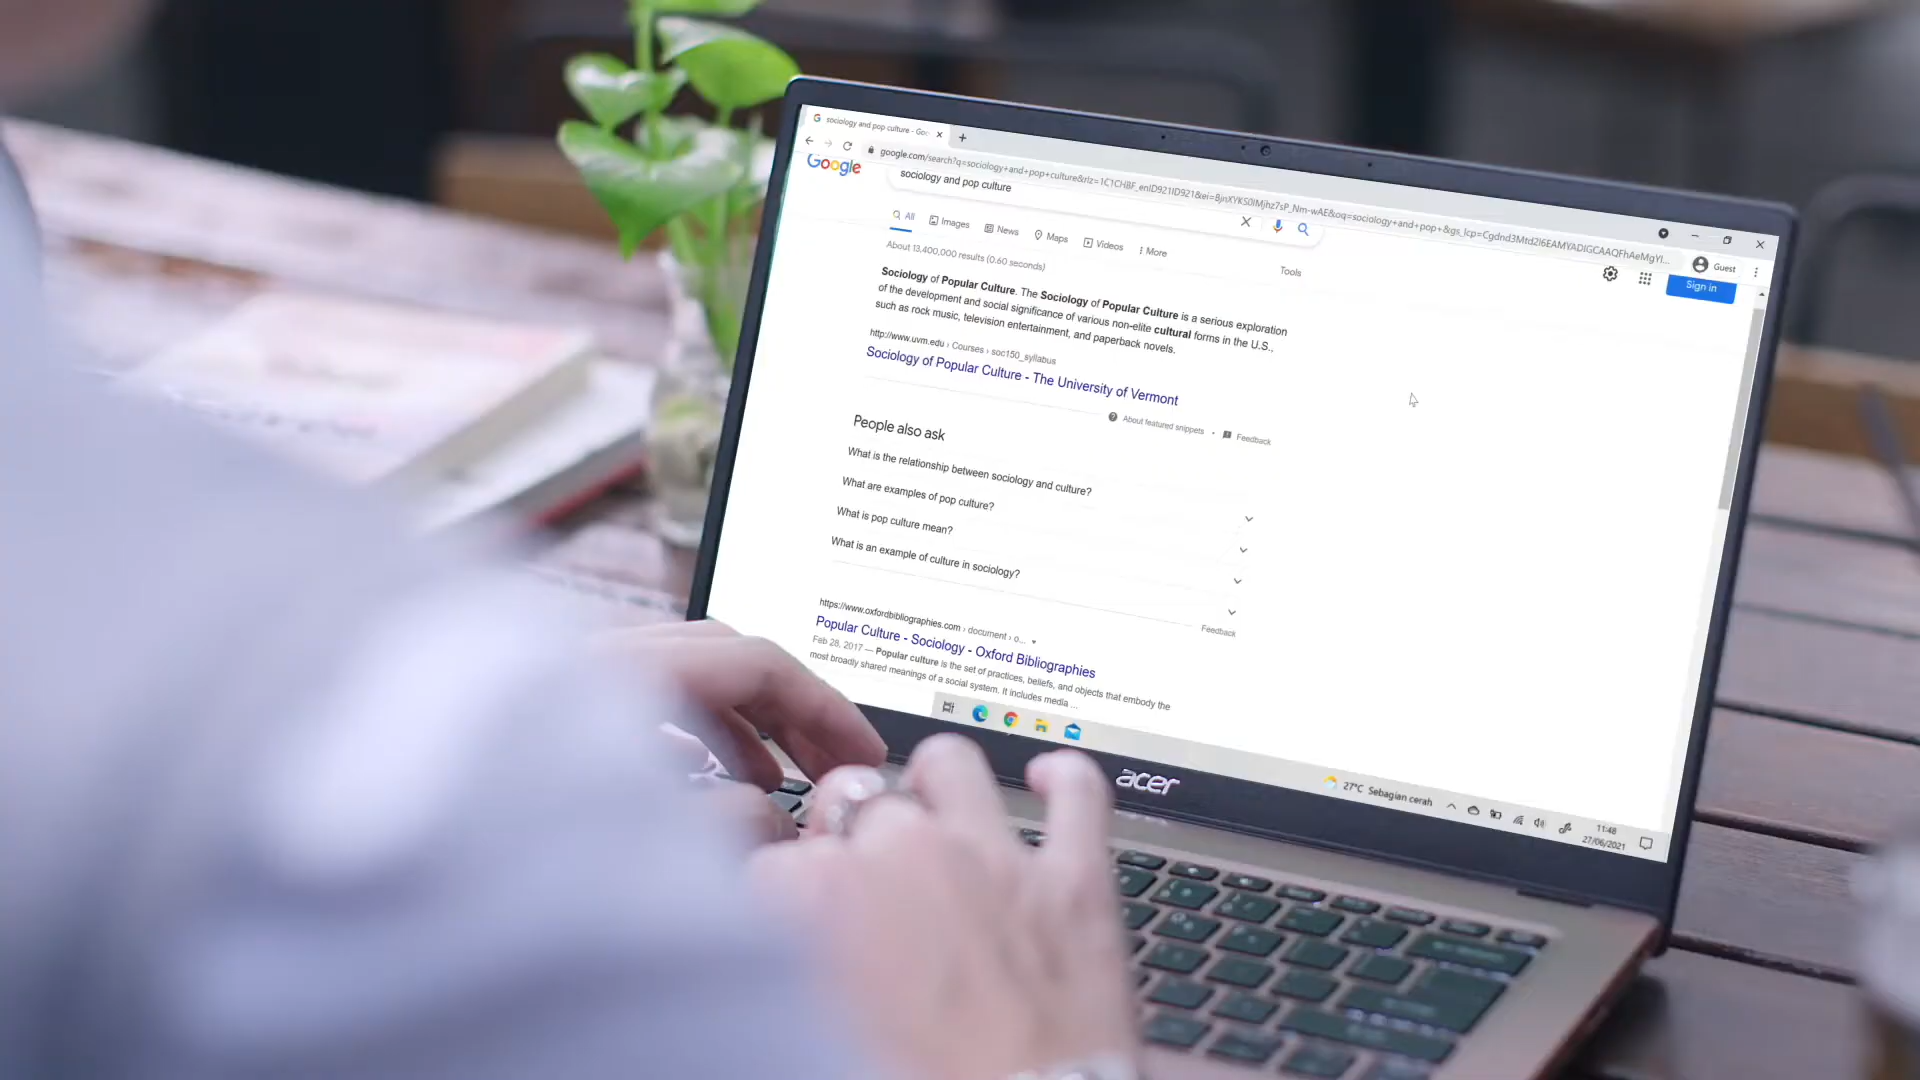 sociology and pop culture - Goo
google.com/search?q=sociology+and+pop+culture&rlz=1C1CHBF_enID921ID921&ei=
Guest
Google
sociology and pop culture
Sign in
All
Images
News
Maps
Videos
More
Tools
About 13,400,000 results (0.60 seconds)
Sociology of Popular Culture. The Sociology of Popular Culture is a serious exploration
of the development and social significance of various non-elite cultural forms in the U.S.,
such as rock music, television entertainment, and paperback novels.
http://www.uvm.edu › Courses › soc150_syllabus
Sociology of Popular Culture - The University of Vermont
About featured snippets
Feedback
People also ask
What is the relationship between sociology and culture?
What are examples of pop culture?
What is pop culture mean?
What is an example of culture in sociology?
Feedback
https://www.oxfordbibliographies.com › document › o...
Popular Culture - Sociology - Oxford Bibliographies
Feb 28, 2017 — Popular culture is the set of practices, beliefs, and objects that embody the
most broadly shared meanings of a social system. It includes media ...
27°C Sebagian cerah
11:48
27/06/2021
acer